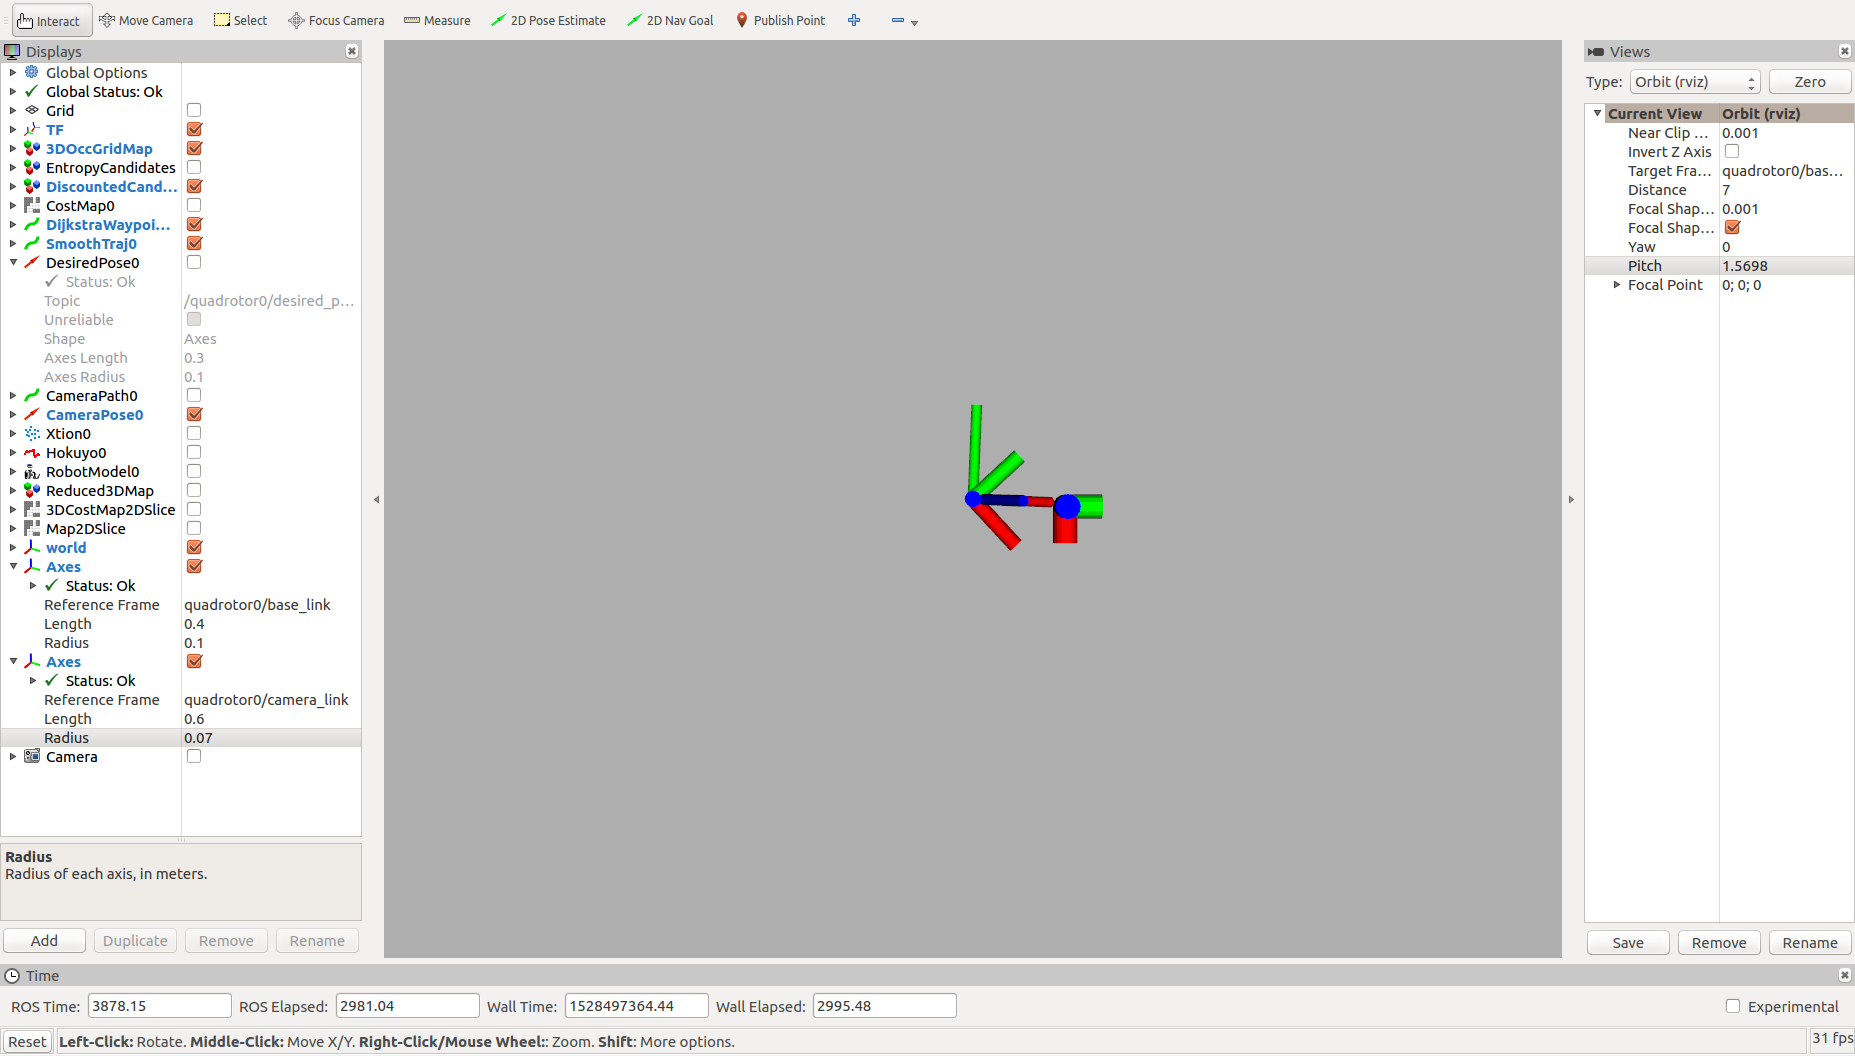 Interact Move Camera Select Focus Camera Measure 2D Pose Estimate 2D Nav Goal Publish Point
Displays
Global Options
Global Status: Ok
Grid
TF
3DOccGridMap
EntropyCandidates
DiscountedCand...
CostMap0
DijkstraWaypoi...
SmoothTraj0
DesiredPose0
Status: Ok
Topic /quadrotor0/desired_p...
Unreliable
Shape Axes
Axes Length 0.3
Axes Radius 0.1
CameraPath0
CameraPose0
Xtion0
Hokuyo0
RobotModel0
Reduced3DMap
3DCostMap2DSlice
Map2DSlice
world
Axes
Status: Ok
Reference Frame quadrotor0/base_link
Length 0.4
Radius 0.1
Axes
Status: Ok
Reference Frame quadrotor0/camera_link
Length 0.6
Radius 0.07
Camera
Radius
Radius of each axis, in meters.
Add Duplicate Remove Rename
Views
Type: Orbit (rviz) Zero
Current View Orbit (rviz)
Near Clip ... 0.001
Invert Z Axis
Target Fra... quadrotor0/bas...
Distance 7
Focal Shap... 0.001
Focal Shap...
Yaw 0
Pitch 1.5698
Focal Point 0; 0; 0
Save Remove Rename
Time
ROS Time: 3878.15 ROS Elapsed: 2981.04 Wall Time: 1528497364.44 Wall Elapsed: 2995.48 Experimental
Reset Left-Click: Rotate. Middle-Click: Move X/Y. Right-Click/Mouse Wheel:: Zoom. Shift: More options. 31 fps